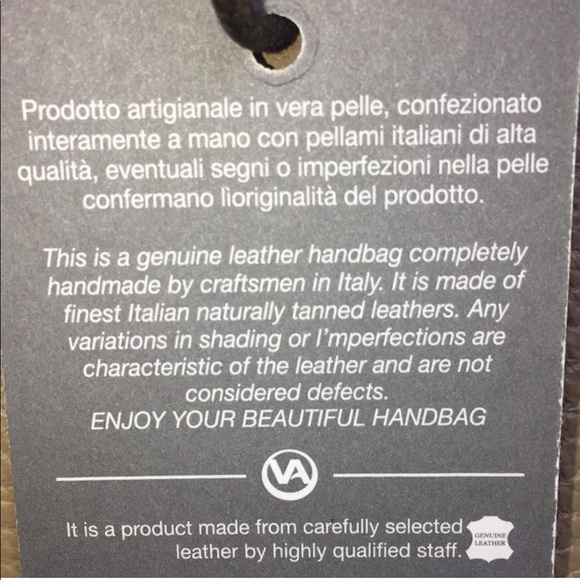 Prodotto artigianale in vera pelle, confezionato
interamente a mano con pellami italiani di alta
qualità, eventuali segni o imperfezioni nella pelle
confermano lìoriginalità del prodotto.
This is a genuine leather handbag completely
handmade by craftsmen in Italy. It is made of
finest Italian naturally tanned leathers. Any
variations in shading or I'mperfections are
characteristic of the leather and are not
considered defects.
ENJOY YOUR BEAUTIFUL HANDBAG
VA
It is a product made from carefully selected
leather by highly qualified staff.
GENUINE
LEATHER